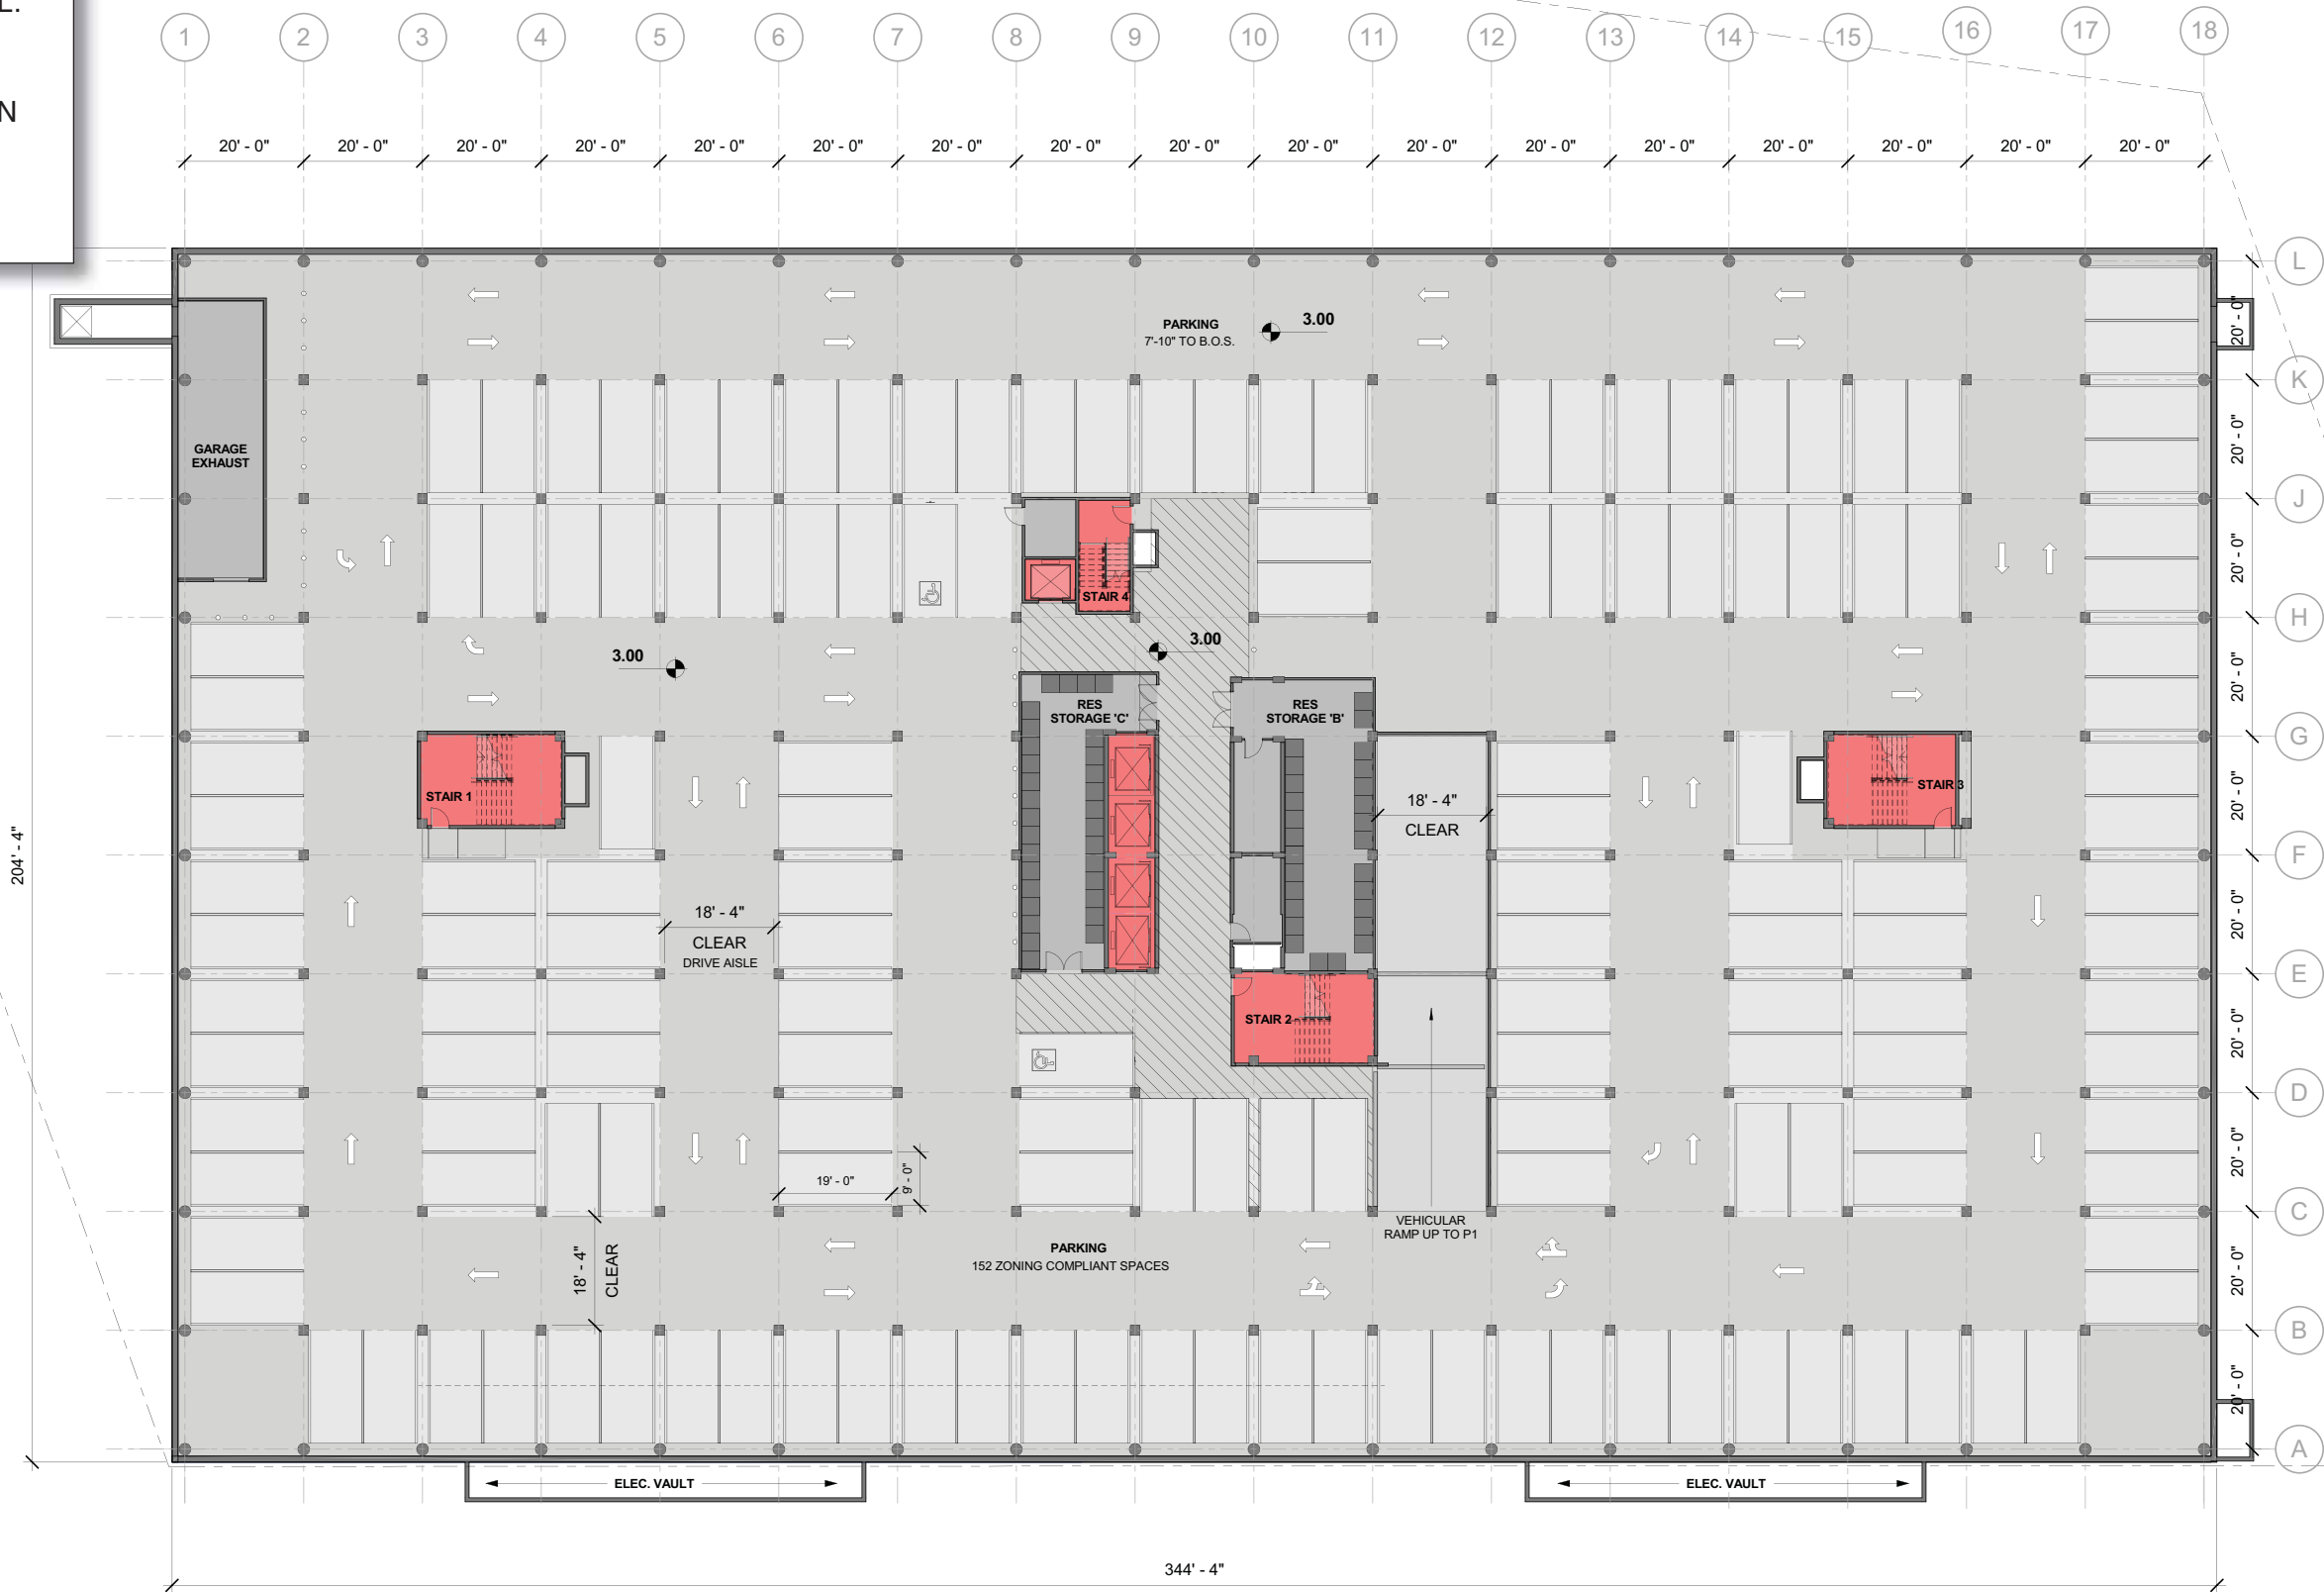 L.
N
1 2 3 4 5 6 7 8 9 10 11 12 13 14 15 16 17 18
20' - 0" 20' - 0" 20' - 0" 20' - 0" 20' - 0" 20' - 0" 20' - 0" 20' - 0" 20' - 0" 20' - 0" 20' - 0" 20' - 0" 20' - 0" 20' - 0" 20' - 0" 20' - 0" 20' - 0"
L
20' - 0"
PARKING
7'-10" TO B.O.S.
3.00
K
20' - 0"
GARAGE
EXHAUST
J
20' - 0"
STAIR 4
H
3.00
3.00
20' - 0"
RES
STORAGE 'C'
RES
STORAGE 'B'
G
STAIR 1
STAIR 3
20' - 0"
18' - 4"
CLEAR
204' - 4"
F
20' - 0"
18' - 4"
CLEAR
DRIVE AISLE
E
STAIR 2
20' - 0"
D
20' - 0"
19' - 0"
9' - 0"
C
VEHICULAR
RAMP UP TO P1
18' - 4"
CLEAR
PARKING
152 ZONING COMPLIANT SPACES
20' - 0"
B
20' - 0"
A
ELEC. VAULT
ELEC. VAULT
344' - 4"